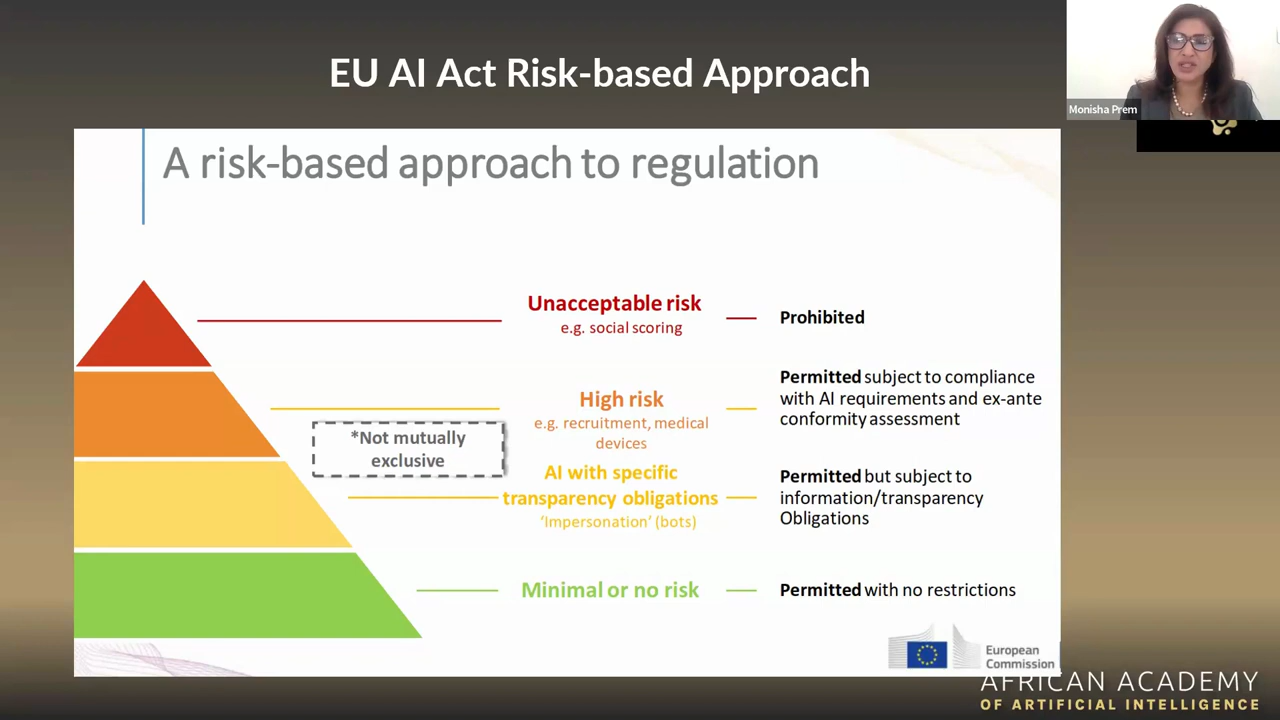 EU AI Act Risk-based Approach
Monisha Prem
A risk-based approach to regulation
Unacceptable risk
e.g. social scoring
Prohibited
High risk
e.g. recruitment, medical
devices
Permitted subject to compliance
with AI requirements and ex-ante
conformity assessment
*Not mutually
exclusive
AI with specific
transparency obligations
'Impersonation' (bots)
Permitted but subject to
information/transparency
Obligations
Minimal or no risk
Permitted with no restrictions
European
Commission
AFRICAN ACADEMY
OF ARTIFICIAL INTELLIGENCE